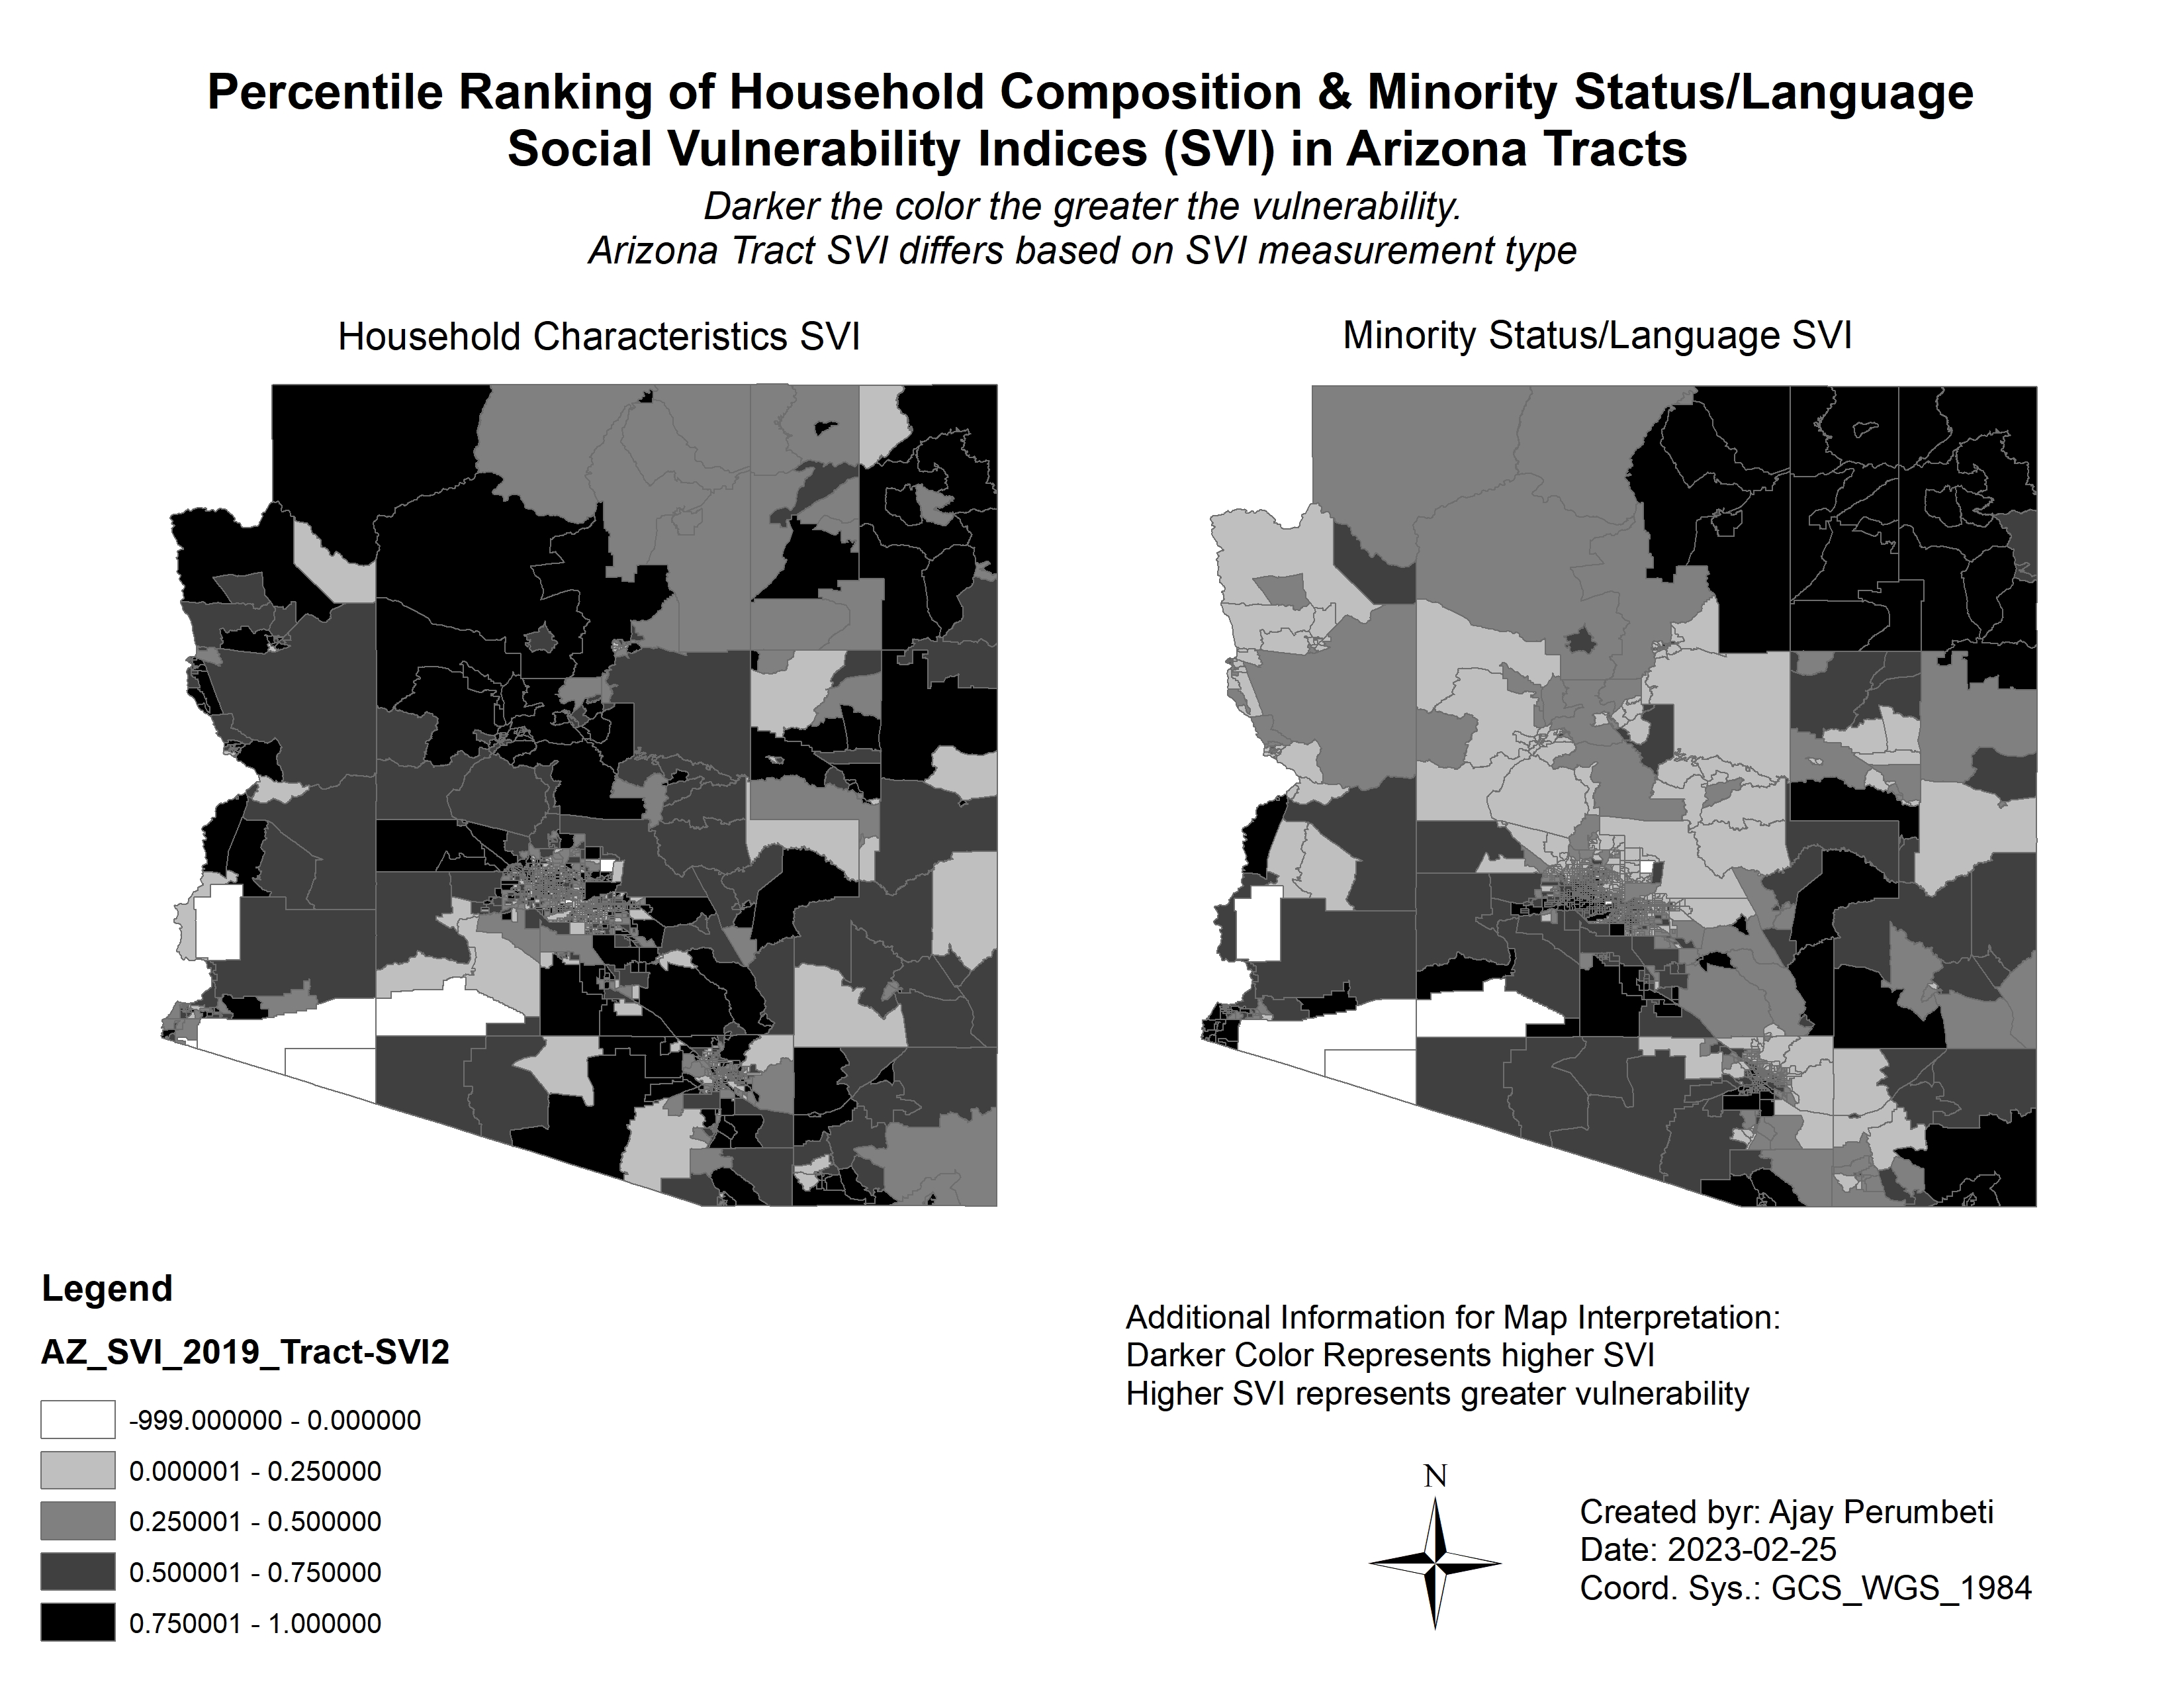 Percentile Ranking of Household Composition & Minority Status/Language
Social Vulnerability Indices (SVI) in Arizona Tracts
Darker the color the greater the vulnerability.
Arizona Tract SVI differs based on SVI measurement type
Household Characteristics SVI
Minority Status/Language SVI
Legend
AZ_SVI_2019_Tract-SVI2
-999.000000 - 0.000000
0.000001 - 0.250000
0.250001 - 0.500000
0.500001 - 0.750000
0.750001 - 1.000000
Additional Information for Map Interpretation:
Darker Color Represents higher SVI
Higher SVI represents greater vulnerability
N
Created byr: Ajay Perumbeti
Date: 2023-02-25
Coord. Sys.: GCS_WGS_1984